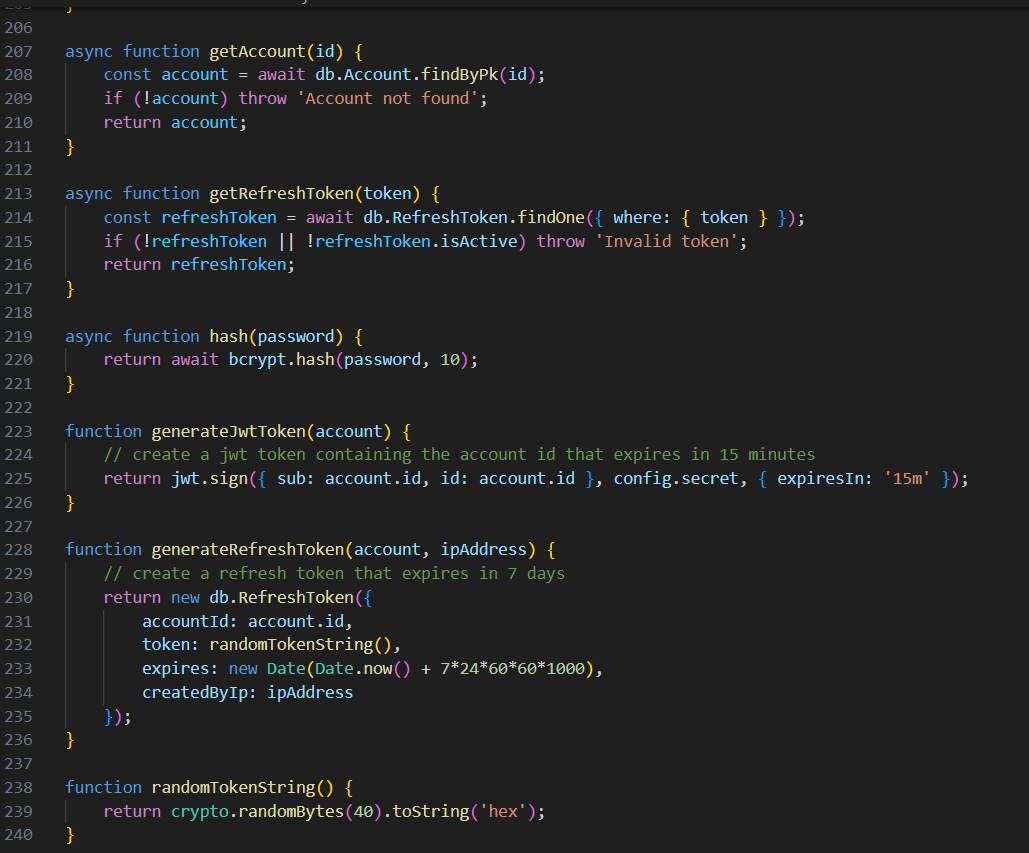 206
207 async function getAccount(id) {
208     const account = await db.Account.findByPk(id);
209     if (!account) throw 'Account not found';
210     return account;
211 }
212
213 async function getRefreshToken(token) {
214     const refreshToken = await db.RefreshToken.findOne({ where: { token } });
215     if (!refreshToken || !refreshToken.isActive) throw 'Invalid token';
216     return refreshToken;
217 }
218
219 async function hash(password) {
220     return await bcrypt.hash(password, 10);
221 }
222
223 function generateJwtToken(account) {
224     // create a jwt token containing the account id that expires in 15 minutes
225     return jwt.sign({ sub: account.id, id: account.id }, config.secret, { expiresIn: '15m' });
226 }
227
228 function generateRefreshToken(account, ipAddress) {
229     // create a refresh token that expires in 7 days
230     return new db.RefreshToken({
231         accountId: account.id,
232         token: randomTokenString(),
233         expires: new Date(Date.now() + 7*24*60*60*1000),
234         createdByIp: ipAddress
235     });
236 }
237
238 function randomTokenString() {
239     return crypto.randomBytes(40).toString('hex');
240 }